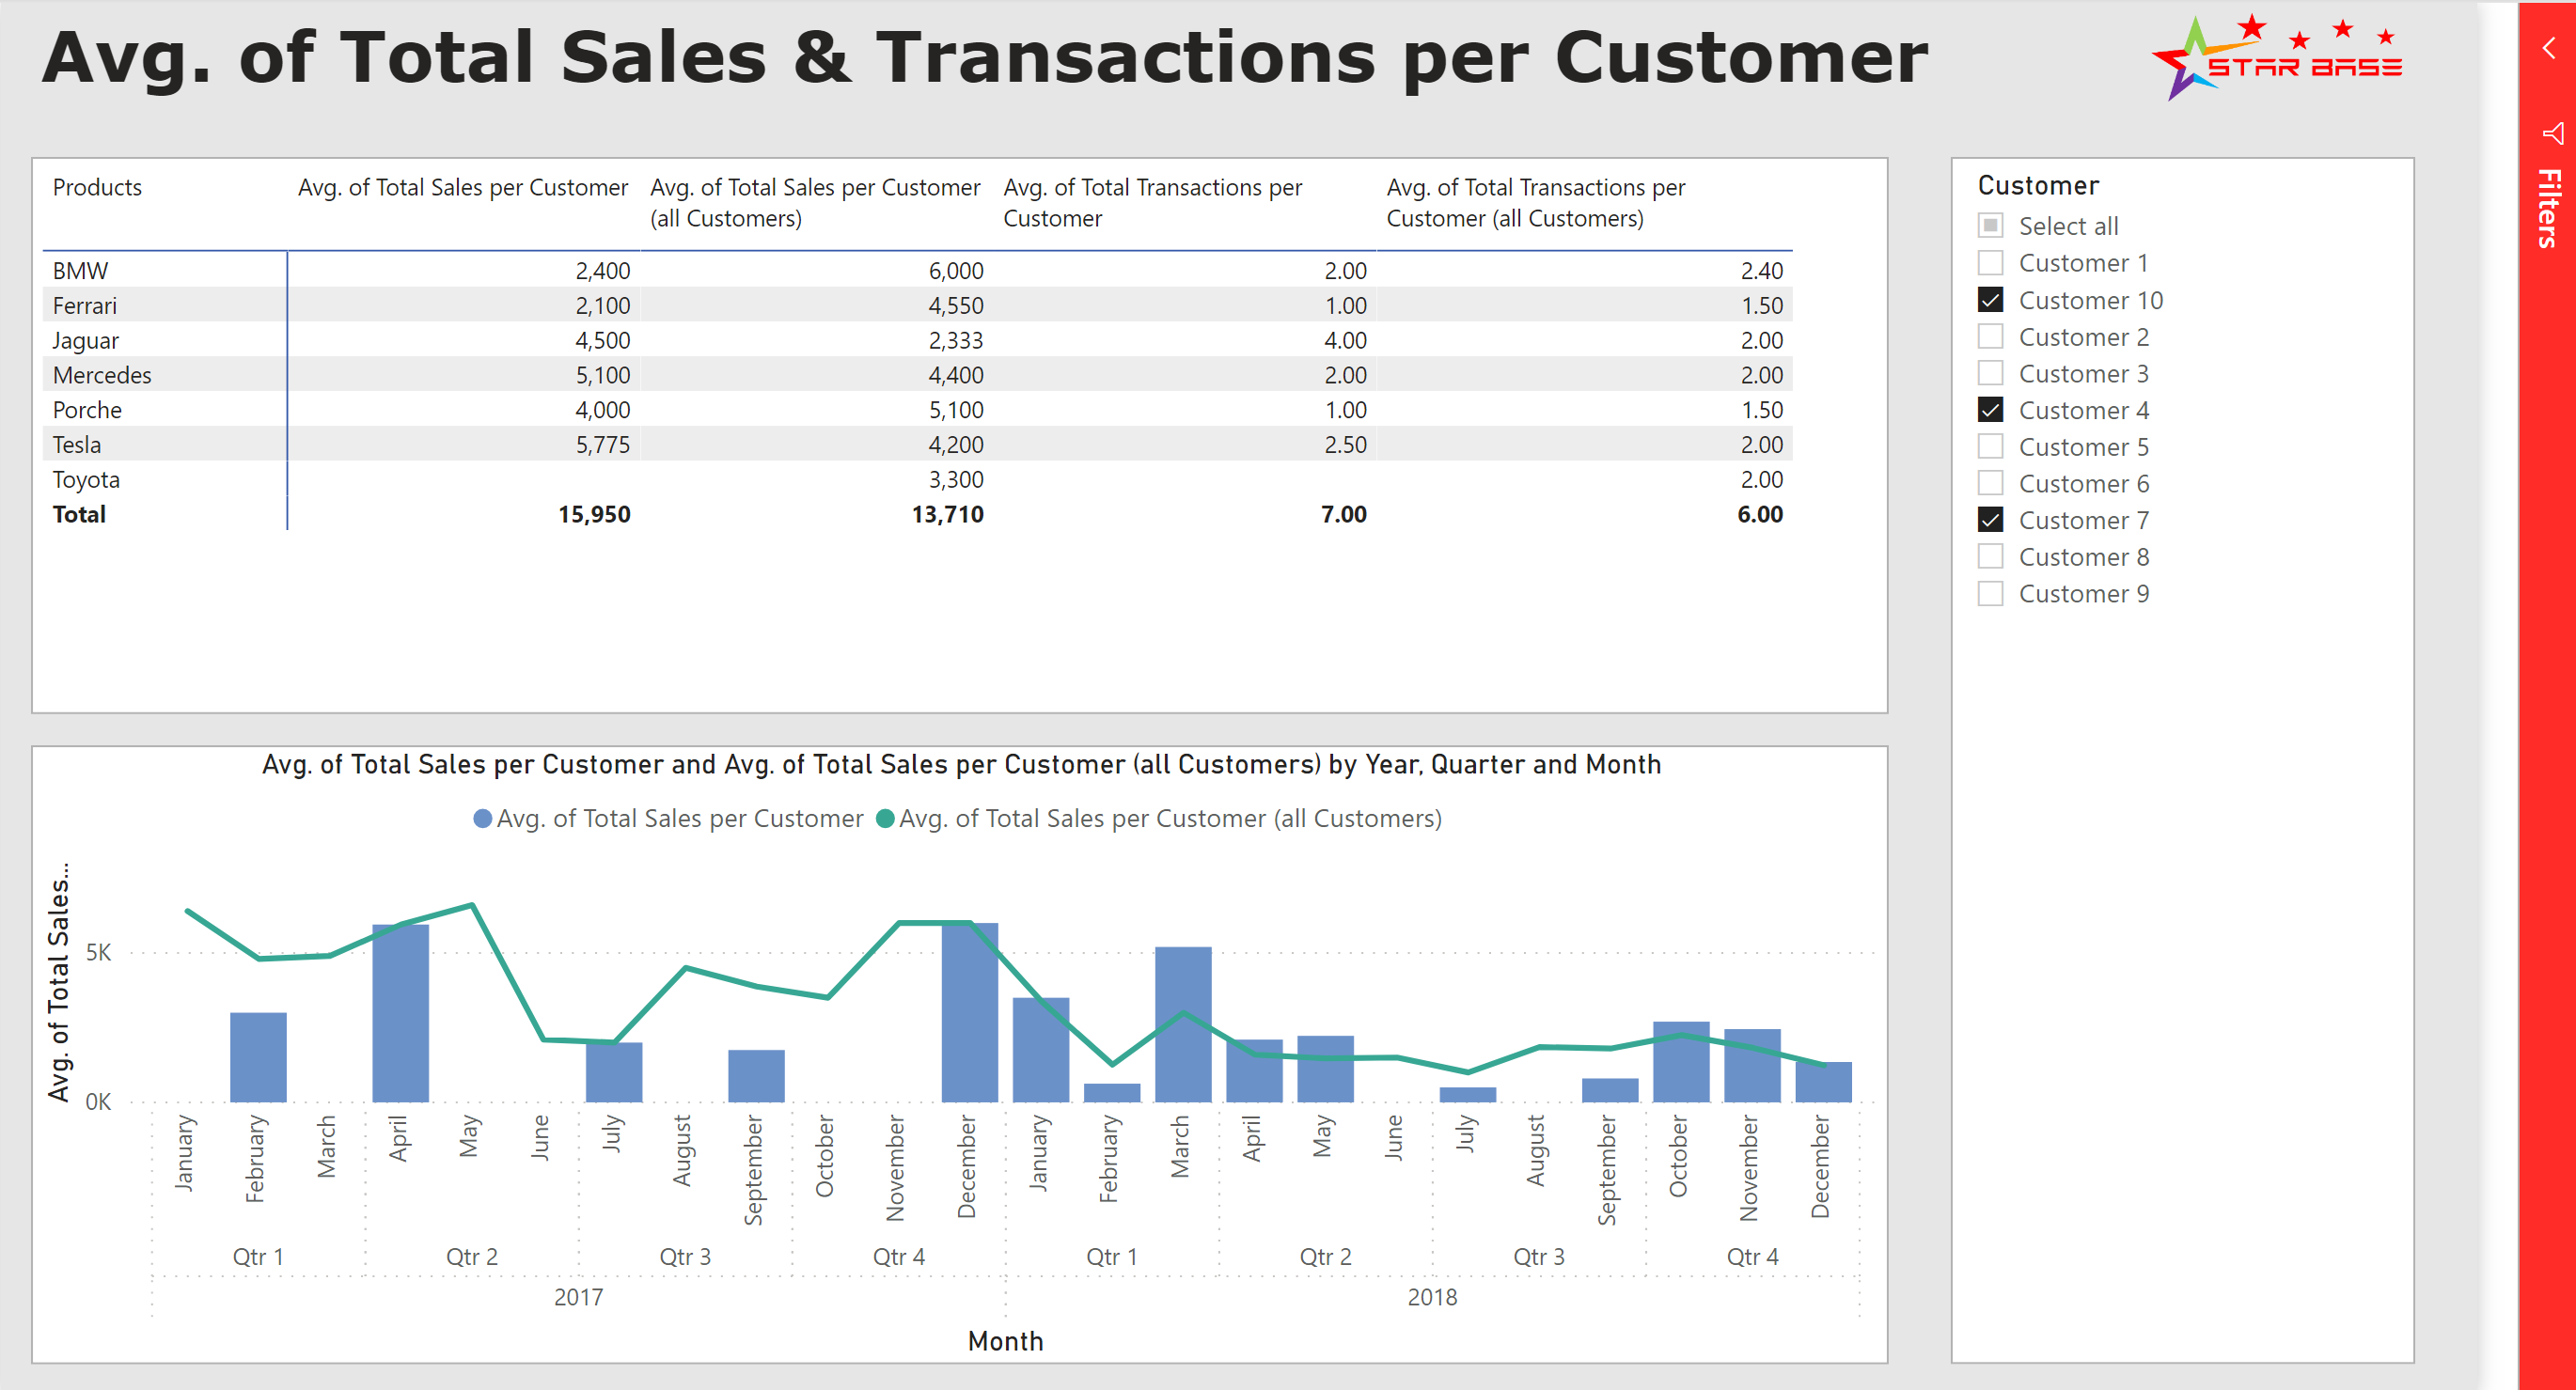 Avg. of Total Sales & Transactions per Customer
STAR BASE
Filters
Products Avg. of Total Sales per Customer Avg. of Total Sales per Customer (all Customers) Avg. of Total Transactions per Customer Avg. of Total Transactions per Customer (all Customers)
BMW 2,400 6,000 2.00 2.40
Ferrari 2,100 4,550 1.00 1.50
Jaguar 4,500 2,333 4.00 2.00
Mercedes 5,100 4,400 2.00 2.00
Porche 4,000 5,100 1.00 1.50
Tesla 5,775 4,200 2.50 2.00
Toyota 3,300 2.00
Total 15,950 13,710 7.00 6.00
Customer
Select all
Customer 1
Customer 10
Customer 2
Customer 3
Customer 4
Customer 5
Customer 6
Customer 7
Customer 8
Customer 9
Avg. of Total Sales per Customer and Avg. of Total Sales per Customer (all Customers) by Year, Quarter and Month
Avg. of Total Sales per Customer Avg. of Total Sales per Customer (all Customers)
Avg. of Total Sales...
5K
0K
January February March April May June July August September October November December January February March April May June July August September October November December
Qtr 1 Qtr 2 Qtr 3 Qtr 4 Qtr 1 Qtr 2 Qtr 3 Qtr 4
2017 2018
Month